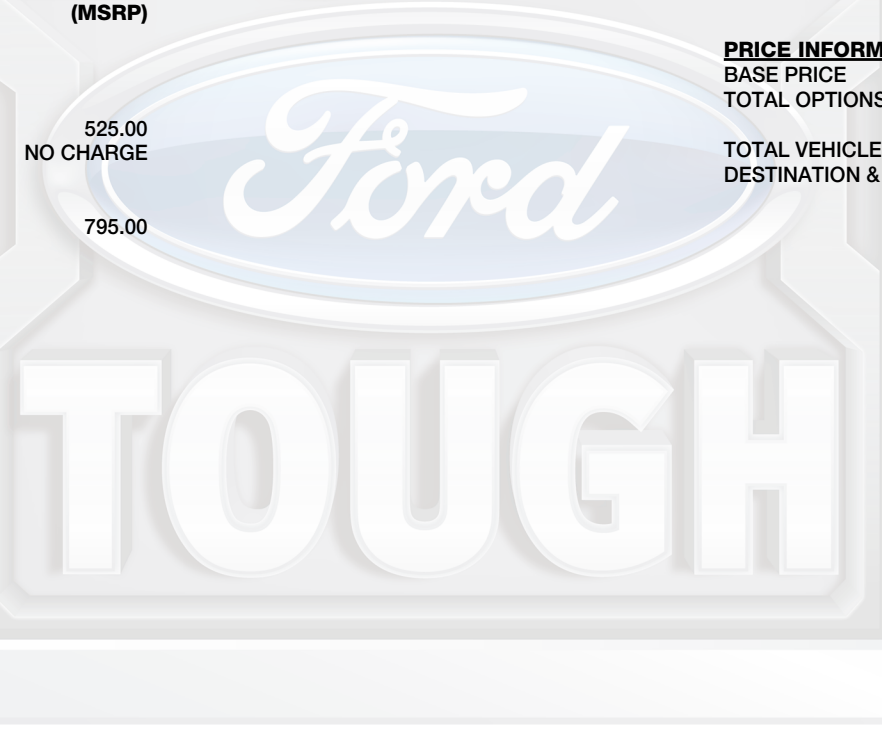 (MSRP)
525.00
NO CHARGE
795.00
PRICE INFORM
BASE PRICE
TOTAL OPTIONS
TOTAL VEHICLE
DESTINATION &
Ford
TOUGH